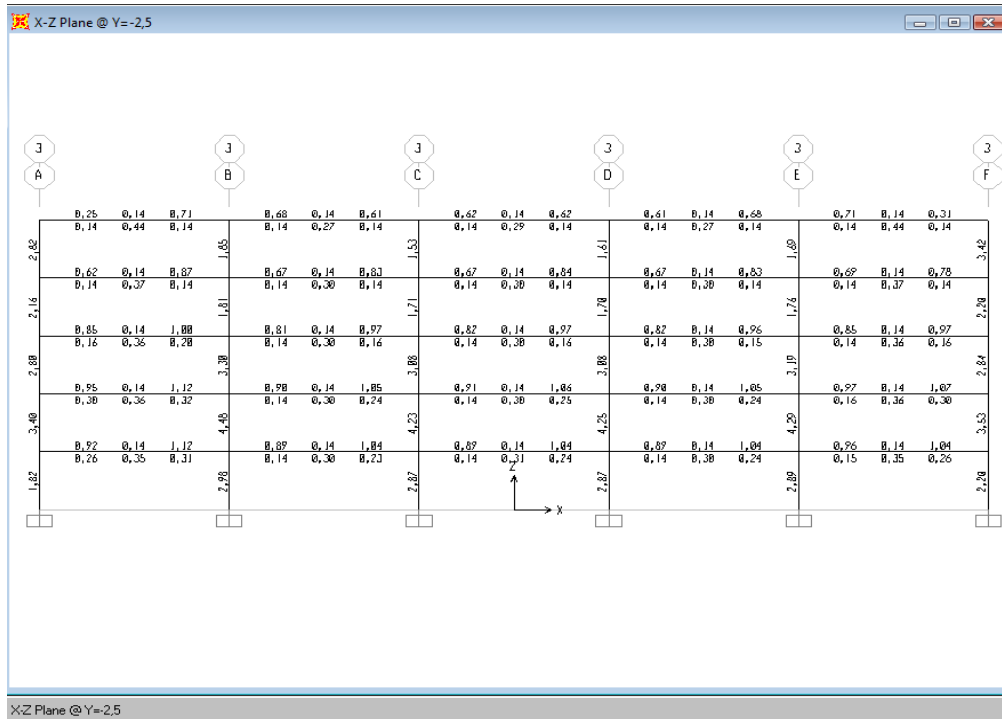 X-Z Plane @ Y=-2,5
3 3 3 3 3 3
A B C D E F
0,25 0,14 0,71 0,68 0,14 0,61 0,62 0,14 0,62 0,61 0,14 0,68 0,71 0,14 0,31
0,14 0,44 0,14 0,14 0,27 0,14 0,14 0,29 0,14 0,14 0,27 0,14 0,14 0,44 0,14
2,82 1,85 1,53 1,61 1,69 3,42
0,62 0,14 0,87 0,67 0,14 0,83 0,67 0,14 0,84 0,67 0,14 0,83 0,69 0,14 0,78
0,14 0,37 0,14 0,14 0,30 0,14 0,14 0,30 0,14 0,14 0,30 0,14 0,14 0,37 0,14
2,16 1,81 1,71 1,70 1,76 2,20
0,85 0,14 1,00 0,81 0,14 0,97 0,82 0,14 0,97 0,82 0,14 0,96 0,85 0,14 0,97
0,16 0,36 0,20 0,14 0,30 0,16 0,14 0,30 0,16 0,14 0,30 0,15 0,14 0,36 0,16
2,80 3,30 3,08 3,08 3,19 2,84
0,95 0,14 1,12 0,90 0,14 1,05 0,91 0,14 1,06 0,90 0,14 1,05 0,97 0,14 1,07
0,30 0,36 0,32 0,14 0,30 0,24 0,14 0,30 0,25 0,14 0,30 0,24 0,16 0,36 0,30
3,40 4,48 4,23 4,25 4,29 3,53
0,92 0,14 1,12 0,89 0,14 1,04 0,89 0,14 1,04 0,89 0,14 1,04 0,96 0,14 1,04
0,26 0,35 0,31 0,14 0,30 0,23 0,14 0,31 0,24 0,14 0,30 0,24 0,15 0,35 0,26
Z
1,82 2,98 2,87 2,87 2,89 2,20
X
X-Z Plane @ Y=-2,5